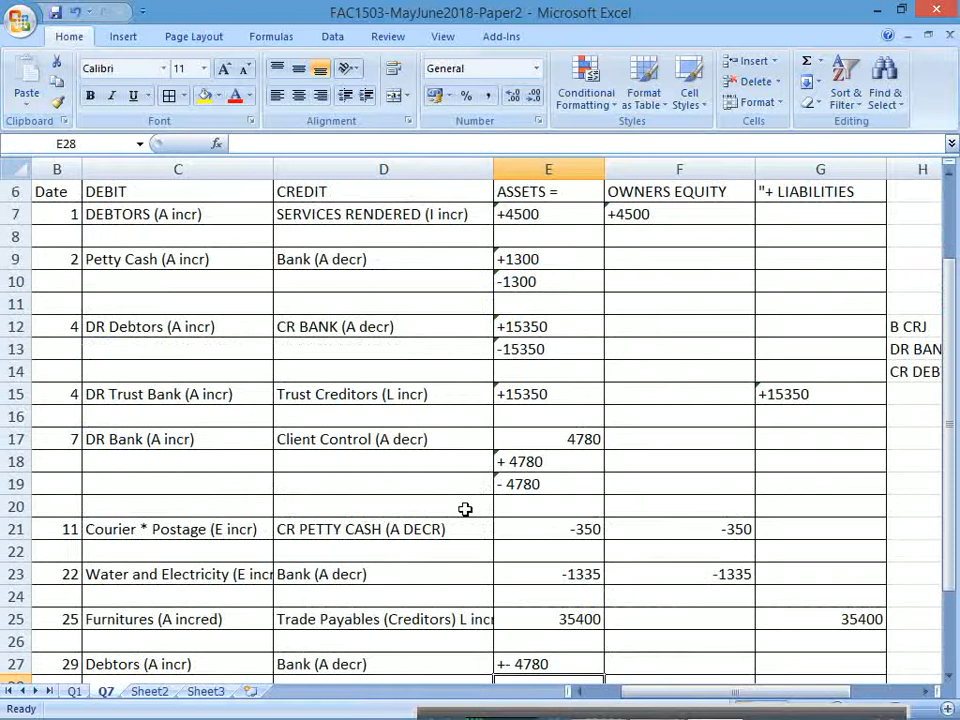 FAC1503-MayJune2018-Paper2 - Microsoft Excel
Home Insert Page Layout Formulas Data Review View Add-Ins
Paste Calibri 11 A A General Conditional Formatting Format as Table Cell Styles Insert Delete Format Sort & Filter Find & Select
B I U A % ,
Clipboard Font Alignment Number Styles Cells Editing
E28 fx
B C D E F G H
6 Date DEBIT CREDIT ASSETS = OWNERS EQUITY "+ LIABILITIES
7 1 DEBTORS (A incr) SERVICES RENDERED (I incr) +4500 +4500
8
9 2 Petty Cash (A incr) Bank (A decr) +1300
10 -1300
11
12 4 DR Debtors (A incr) CR BANK (A decr) +15350 B CRJ
13 -15350 DR BAN
14 CR DEB
15 4 DR Trust Bank (A incr) Trust Creditors (L incr) +15350 +15350
16
17 7 DR Bank (A incr) Client Control (A decr) 4780
18 + 4780
19 - 4780
20
21 11 Courier * Postage (E incr) CR PETTY CASH (A DECR) -350 -350
22
23 22 Water and Electricity (E incr Bank (A decr) -1335 -1335
24
25 25 Furnitures (A incred) Trade Payables (Creditors) L incr 35400 35400
26
27 29 Debtors (A incr) Bank (A decr) +- 4780
Q1 Q7 Sheet2 Sheet3
Ready